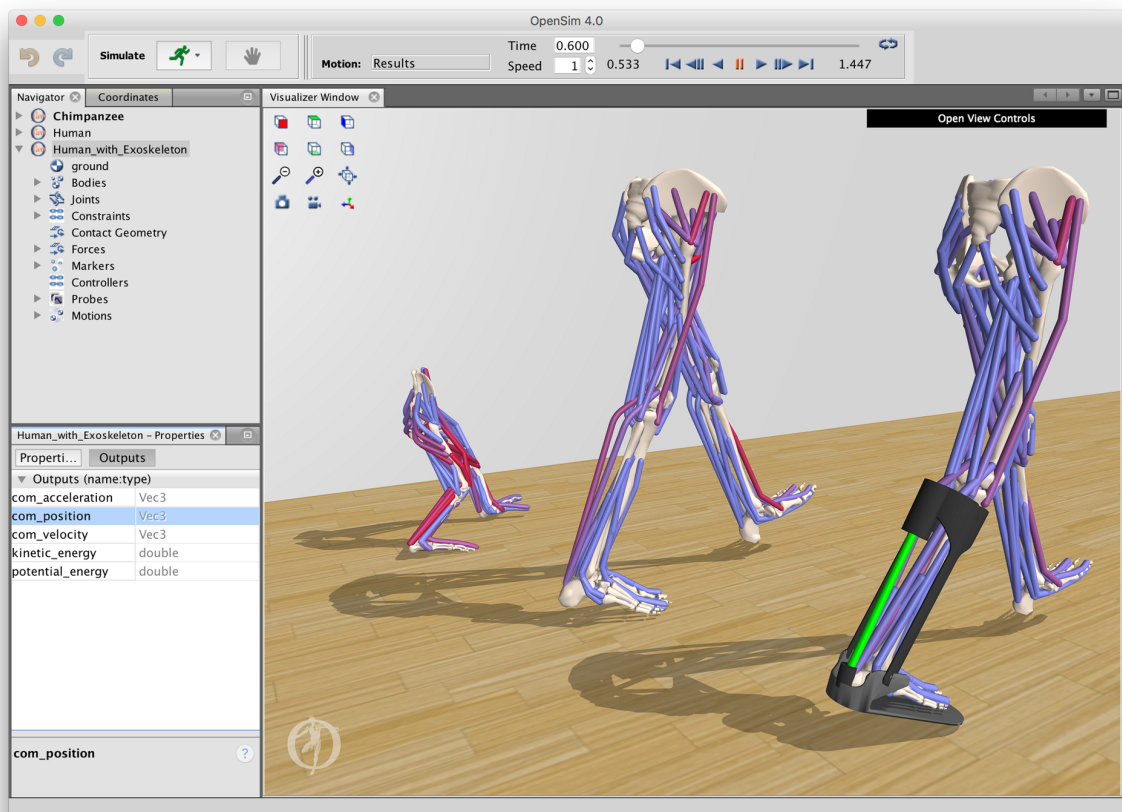 OpenSim 4.0
Simulate
Motion: Results
Time 0.600
Speed 1 0.533 1.447
Navigator Coordinates
Visualizer Window
Open View Controls
Chimpanzee
Human
Human_with_Exoskeleton
ground
Bodies
Joints
Constraints
Contact Geometry
Forces
Markers
Controllers
Probes
Motions
Human_with_Exoskeleton - Properties
Properti... Outputs
Outputs (name:type)
com_acceleration Vec3
com_position Vec3
com_velocity Vec3
kinetic_energy double
potential_energy double
com_position ?